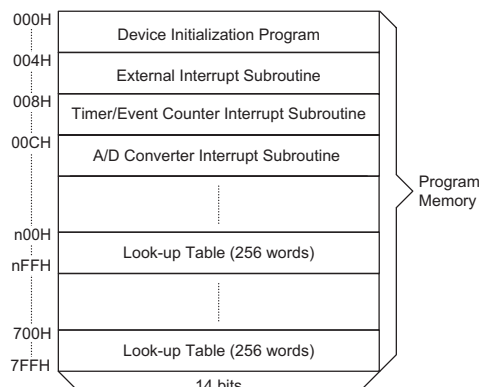 000H
Device Initialization Program
004H
External Interrupt Subroutine
008H
Timer/Event Counter Interrupt Subroutine
00CH
A/D Converter Interrupt Subroutine
Program
Memory
n00H
Look-up Table (256 words)
nFFH
700H
Look-up Table (256 words)
7FFH
14 bits